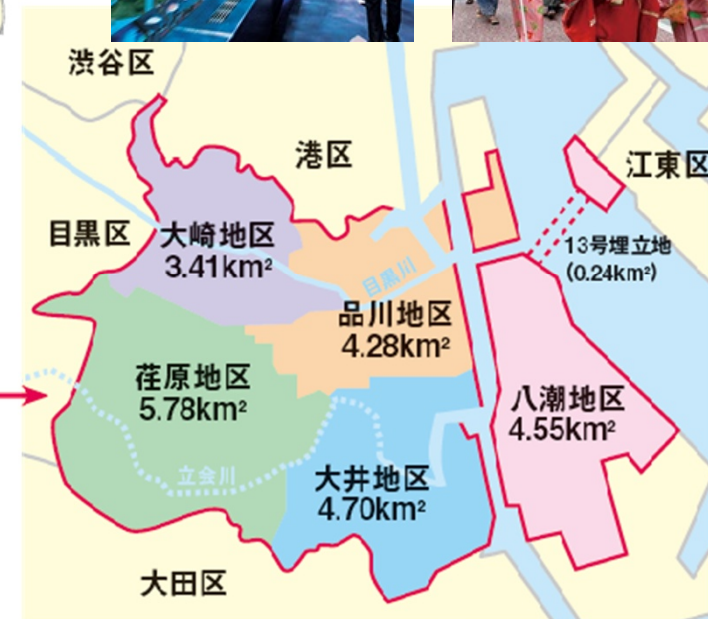 渋谷区
港区
江東区
目黒区
大崎地区
3.41km²
13号埋立地
(0.24km²)
目黒川
品川地区
4.28km²
荏原地区
5.78km²
八潮地区
4.55km²
立会川
大井地区
4.70km²
大田区